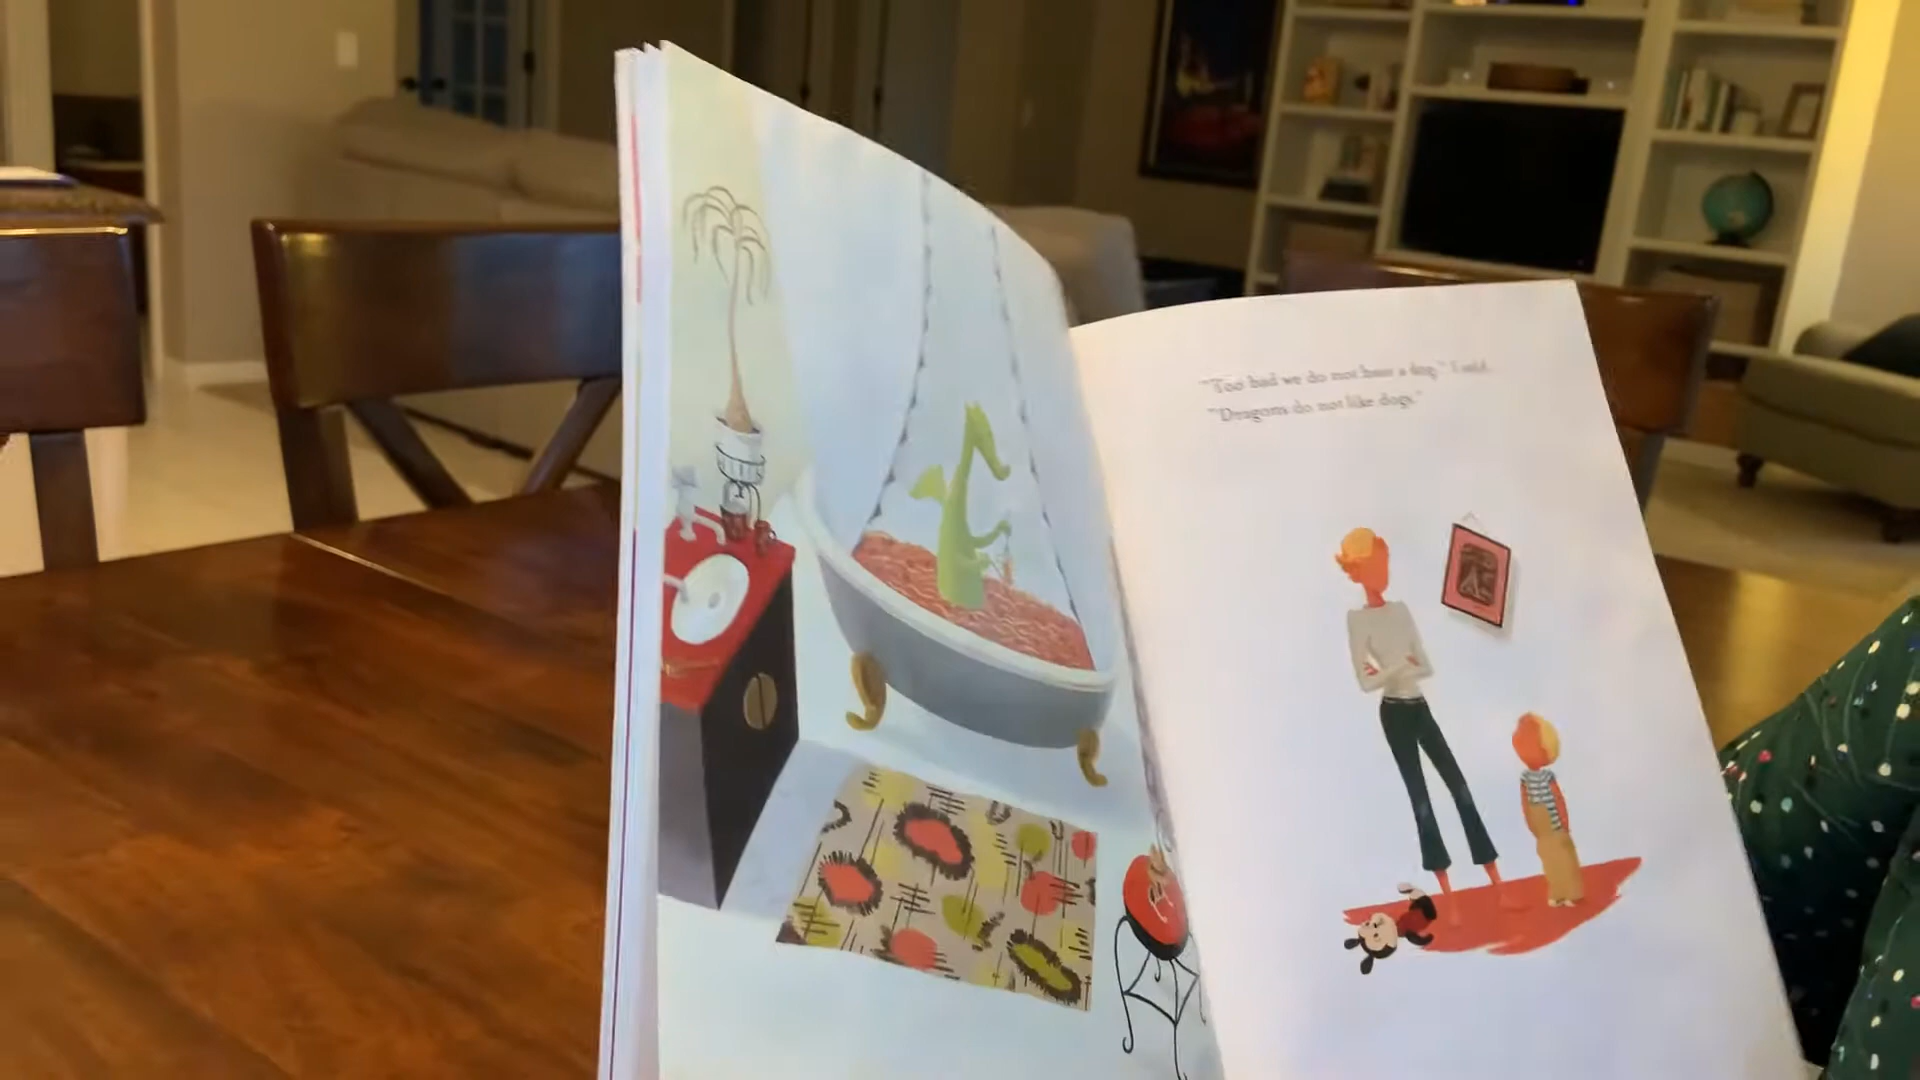 "Too bad we do not have a dog," I said.
"Dragons do not like dogs."